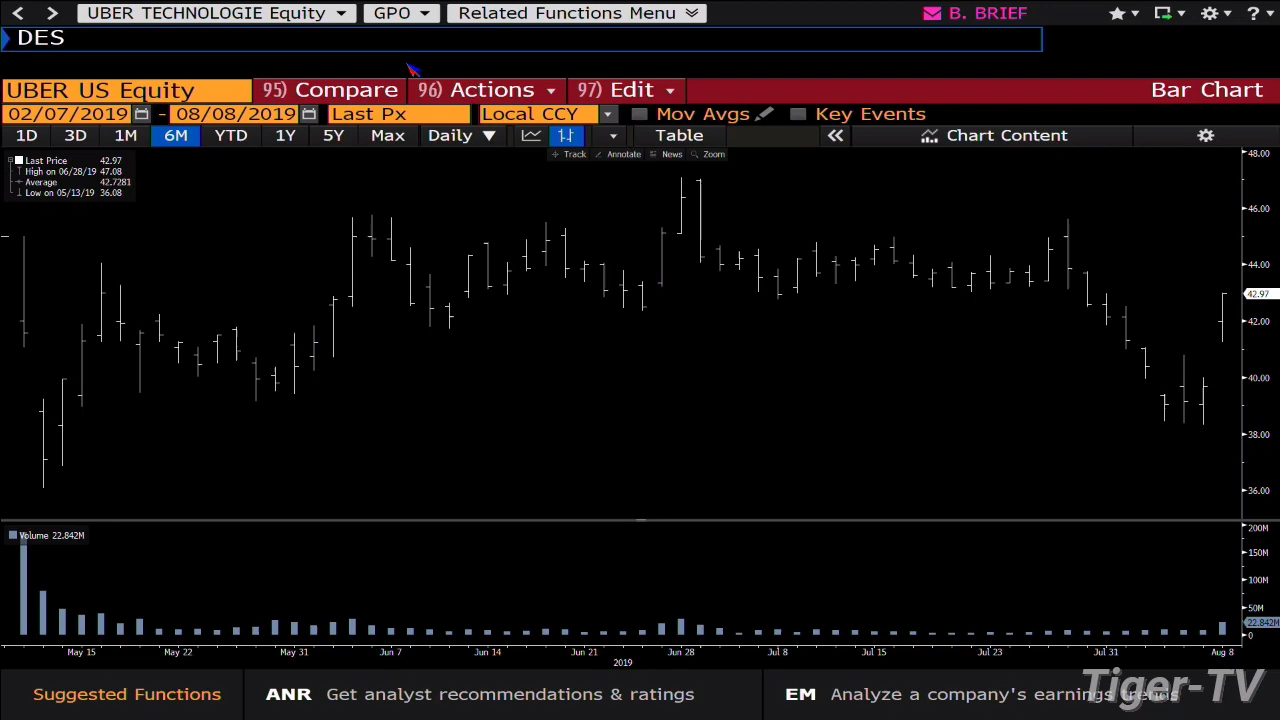 UBER TECHNOLOGIE Equity GPO Related Functions Menu B. BRIEF ?
DES
UBER US Equity 95) Compare 96) Actions 97) Edit Bar Chart
02/07/2019 - 08/08/2019 Last Px Local CCY Mov Avgs Key Events
1D 3D 1M 6M YTD 1Y 5Y Max Daily Table Chart Content
Track Annotate News Zoom
Last Price 42.97
High on 06/28/19 47.08
Average 42.7281
Low on 05/13/19 36.08
48.00
46.00
44.00
42.97
42.00
40.00
38.00
36.00
Volume 22.842M
200M
150M
100M
50M
22.842M
0
May 15 May 22 May 31 Jun 7 Jun 14 Jun 21 Jun 28 Jul 8 Jul 15 Jul 23 Jul 31 Aug 8
2019
Suggested Functions ANR Get analyst recommendations & ratings EM Analyze a company's earnings trends
Tiger-TV